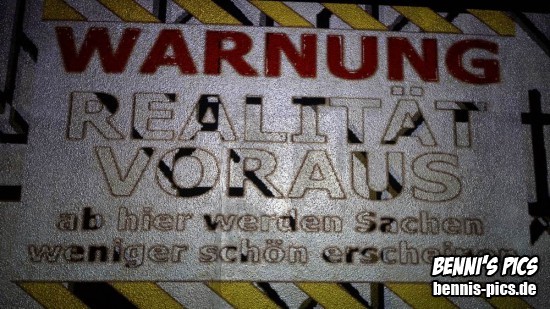 WARNUNG
REALITÄT
VORAUS
ab hier werden Sachen
weniger schön erscheinen
BENNI'S PICS
bennis-pics.de